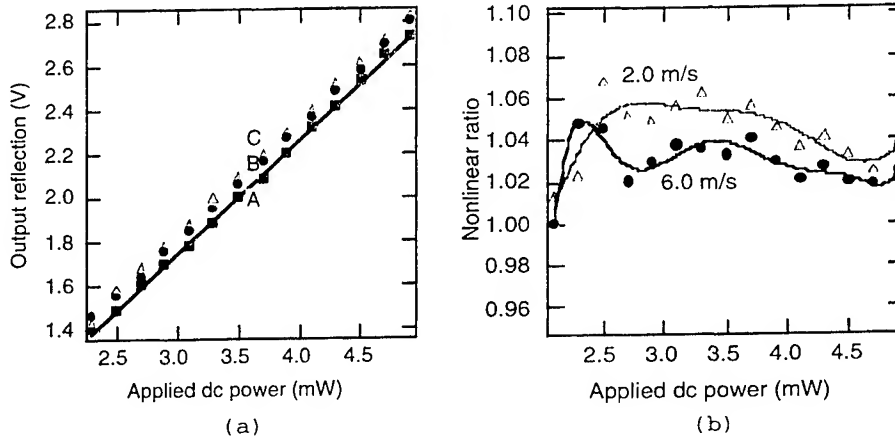 2.8
2.6
2.4
2.2
2.0
1.8
1.6
1.4
Output reflection (V)
C
B
A
2.5 3.0 3.5 4.0 4.5
Applied dc power (mW)
(a)
1.10
1.08
1.06
1.04
1.02
1.00
0.98
0.96
Nonlinear ratio
2.0 m/s
6.0 m/s
2.5 3.0 3.5 4.0 4.5
Applied dc power (mW)
(b)